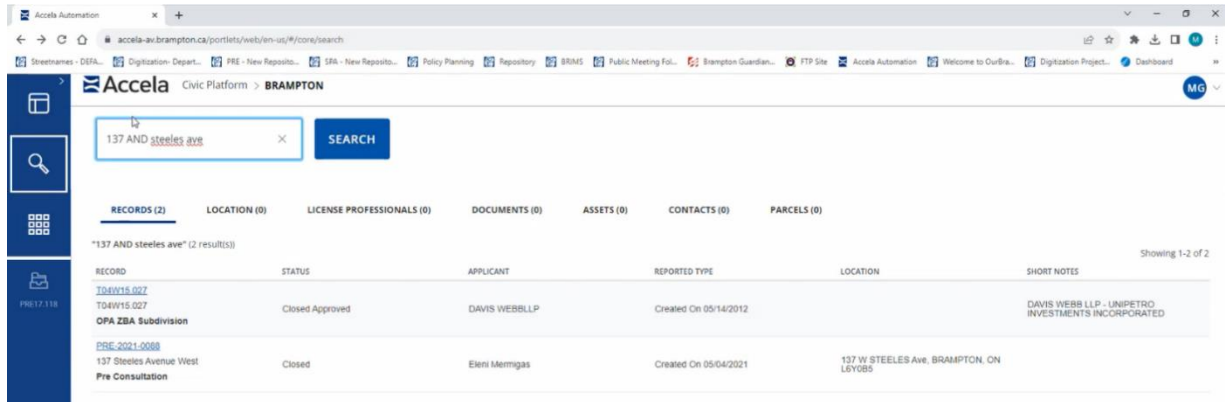 Accela Automation
accela-av.brampton.ca/portlets/web/en-us/#/core/search
Streetnames - DEFA... Digitization- Depart... PRE - New Reposito... SPA - New Reposito... Policy Planning Repository BRIMS Public Meeting Fol... Brampton Guardian... FTP Site Accela Automation Welcome to OurBra... Digitization Project... Dashboard
Accela Civic Platform > BRAMPTON
MG
137 AND steeles ave
SEARCH
RECORDS (2) LOCATION (0) LICENSE PROFESSIONALS (0) DOCUMENTS (0) ASSETS (0) CONTACTS (0) PARCELS (0)
"137 AND steeles ave" (2 result(s))
Showing 1-2 of 2
RECORD STATUS APPLICANT REPORTED TYPE LOCATION SHORT NOTES
T04W15.027
T04W15.027 Closed Approved DAVIS WEBBLLP Created On 05/14/2012 DAVIS WEBB LLP - UNIPETRO
INVESTMENTS INCORPORATED
OPA ZBA Subdivision
PRE17.118
PRE-2021-0088
137 Steeles Avenue West Closed Eleni Mermigas Created On 05/04/2021 137 W STEELES Ave, BRAMPTON, ON
L6Y0B5
Pre Consultation